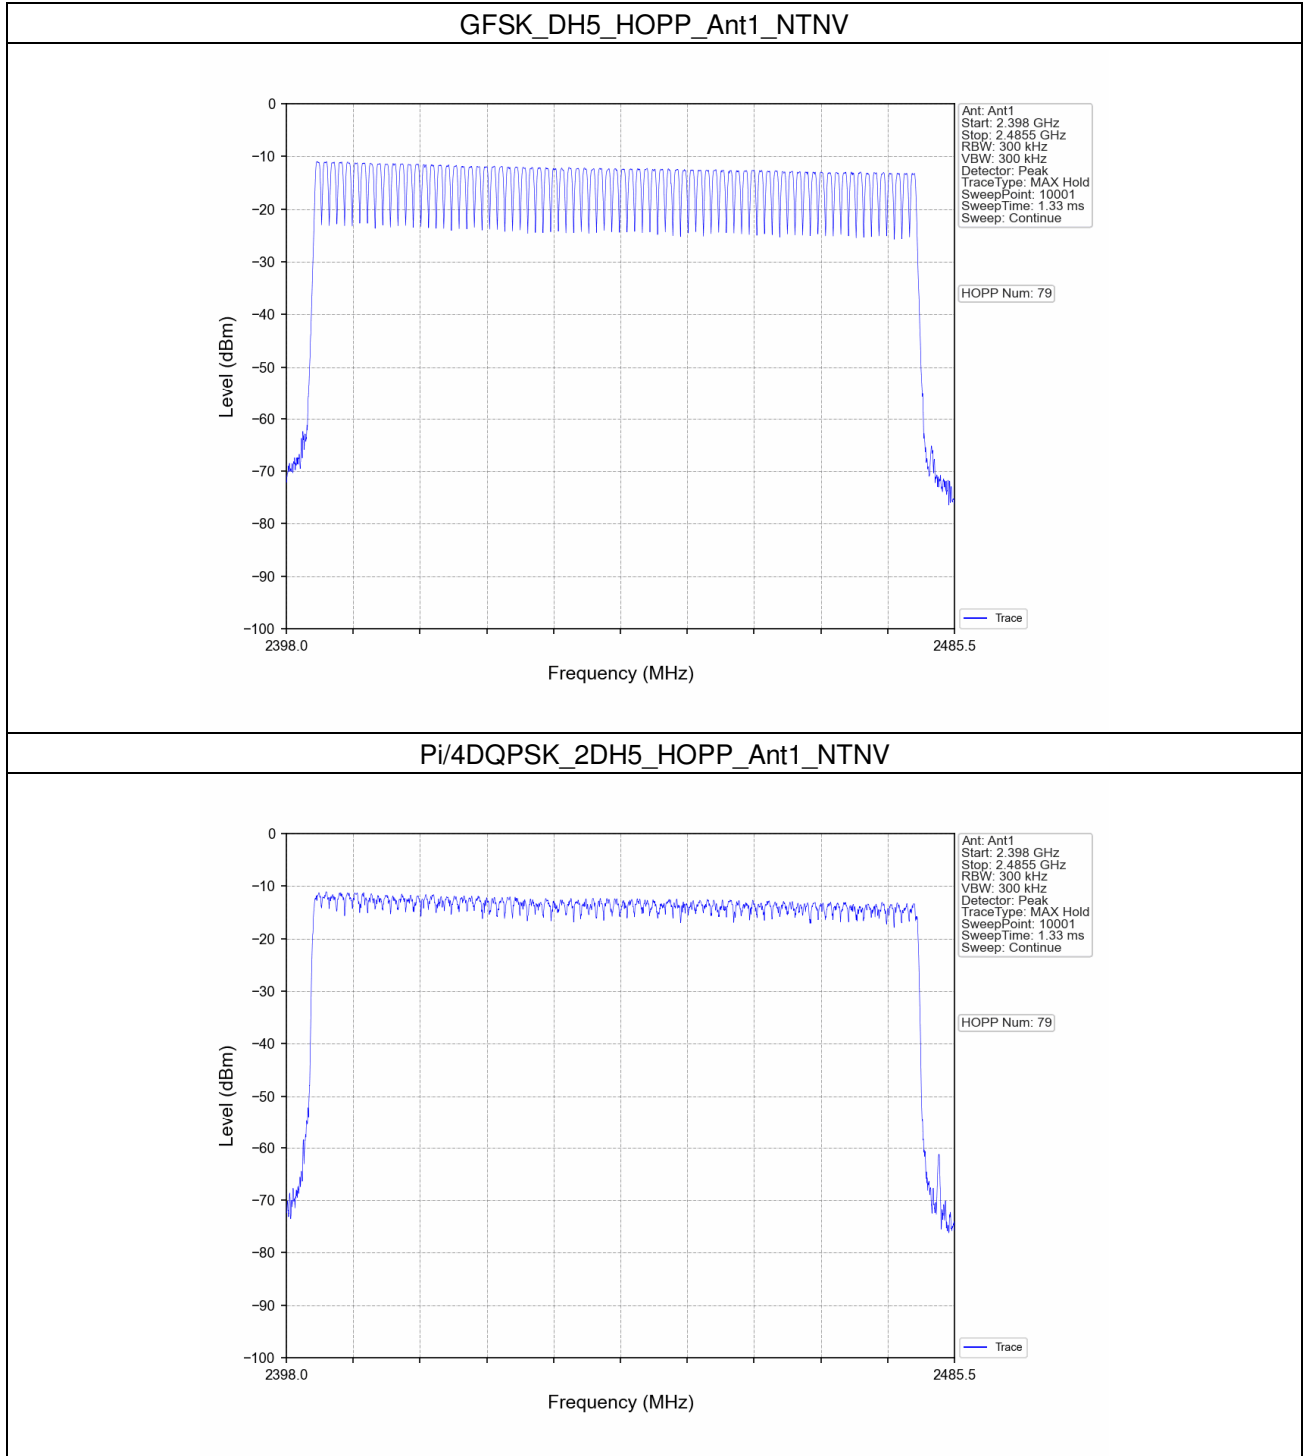 GFSK_DH5_HOPP_Ant1_NTNV
0
−10
−20
−30
−40
−50
−60
−70
−80
−90
−100
Level (dBm)
2398.0
2485.5
Frequency (MHz)
Ant: Ant1
Start: 2.398 GHz
Stop: 2.4855 GHz
RBW: 300 kHz
VBW: 300 kHz
Detector: Peak
TraceType: MAX Hold
SweepPoint: 10001
SweepTime: 1.33 ms
Sweep: Continue
HOPP Num: 79
Trace
Pi/4DQPSK_2DH5_HOPP_Ant1_NTNV
0
−10
−20
−30
−40
−50
−60
−70
−80
−90
−100
Level (dBm)
2398.0
2485.5
Frequency (MHz)
Ant: Ant1
Start: 2.398 GHz
Stop: 2.4855 GHz
RBW: 300 kHz
VBW: 300 kHz
Detector: Peak
TraceType: MAX Hold
SweepPoint: 10001
SweepTime: 1.33 ms
Sweep: Continue
HOPP Num: 79
Trace